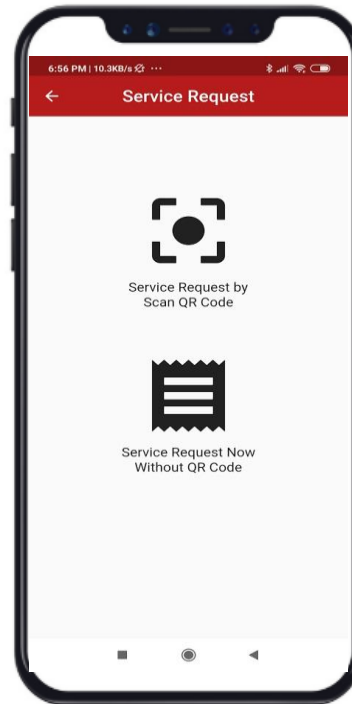 6:56 PM | 10.3KB/s ...
Service Request
Service Request by
Scan QR Code
Service Request Now
Without QR Code